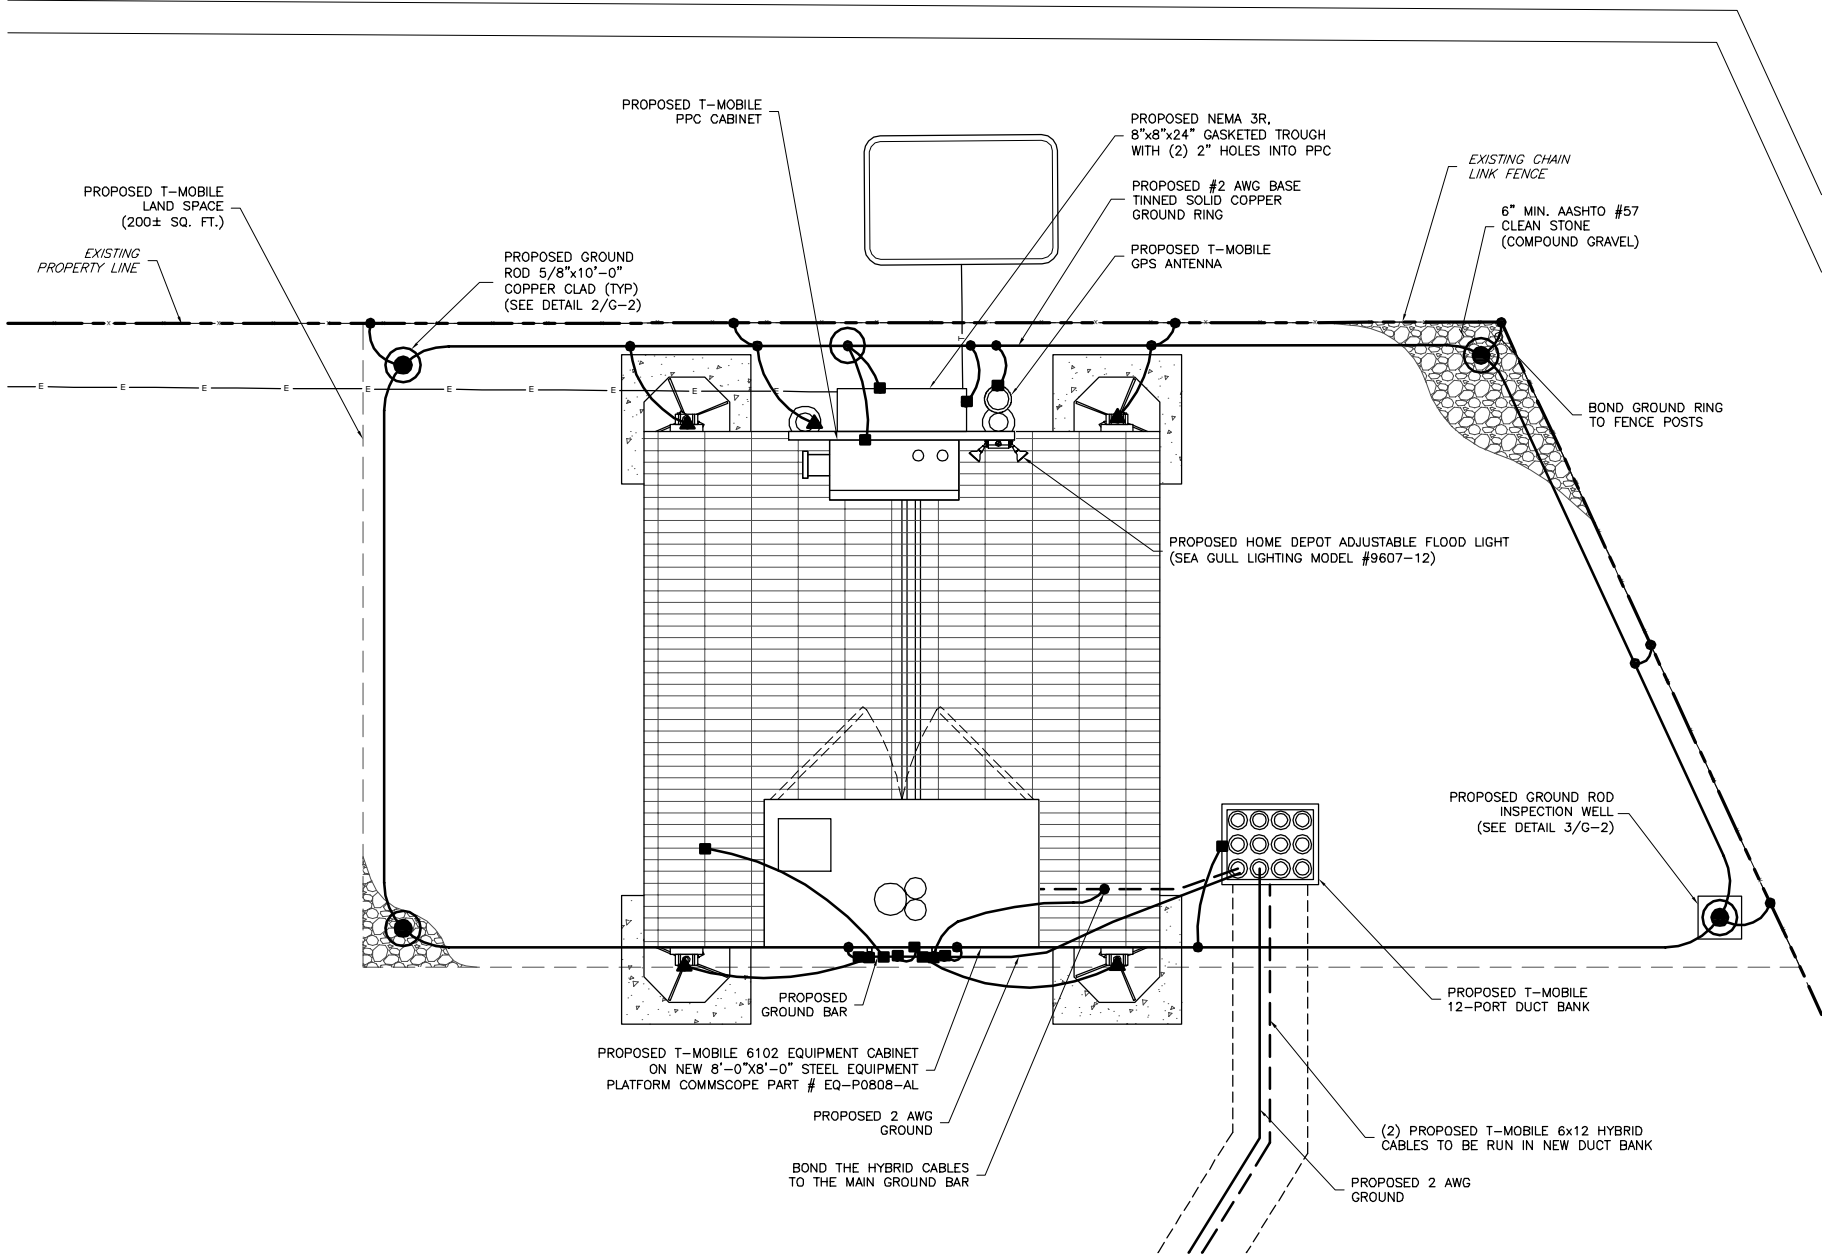 PROPOSED T-MOBILE
PPC CABINET
PROPOSED NEMA 3R,
8"x8"x24" GASKETED TROUGH
WITH (2) 2" HOLES INTO PPC
EXISTING CHAIN
LINK FENCE
PROPOSED T-MOBILE
LAND SPACE
(200± SQ. FT.)
PROPOSED #2 AWG BASE
TINNED SOLID COPPER
GROUND RING
6" MIN. AASHTO #57
CLEAN STONE
(COMPOUND GRAVEL)
EXISTING
PROPERTY LINE
PROPOSED GROUND
ROD 5/8"x10'-0"
COPPER CLAD (TYP)
(SEE DETAIL 2/G-2)
PROPOSED T-MOBILE
GPS ANTENNA
T
E E E E E E E E E
BOND GROUND RING
TO FENCE POSTS
PROPOSED HOME DEPOT ADJUSTABLE FLOOD LIGHT
(SEA GULL LIGHTING MODEL #9607-12)
PROPOSED GROUND ROD
INSPECTION WELL
(SEE DETAIL 3/G-2)
PROPOSED
GROUND BAR
PROPOSED T-MOBILE
12-PORT DUCT BANK
PROPOSED T-MOBILE 6102 EQUIPMENT CABINET
ON NEW 8'-0"X8'-0" STEEL EQUIPMENT
PLATFORM COMMSCOPE PART # EQ-P0808-AL
PROPOSED 2 AWG
GROUND
(2) PROPOSED T-MOBILE 6x12 HYBRID
CABLES TO BE RUN IN NEW DUCT BANK
BOND THE HYBRID CABLES
TO THE MAIN GROUND BAR
PROPOSED 2 AWG
GROUND